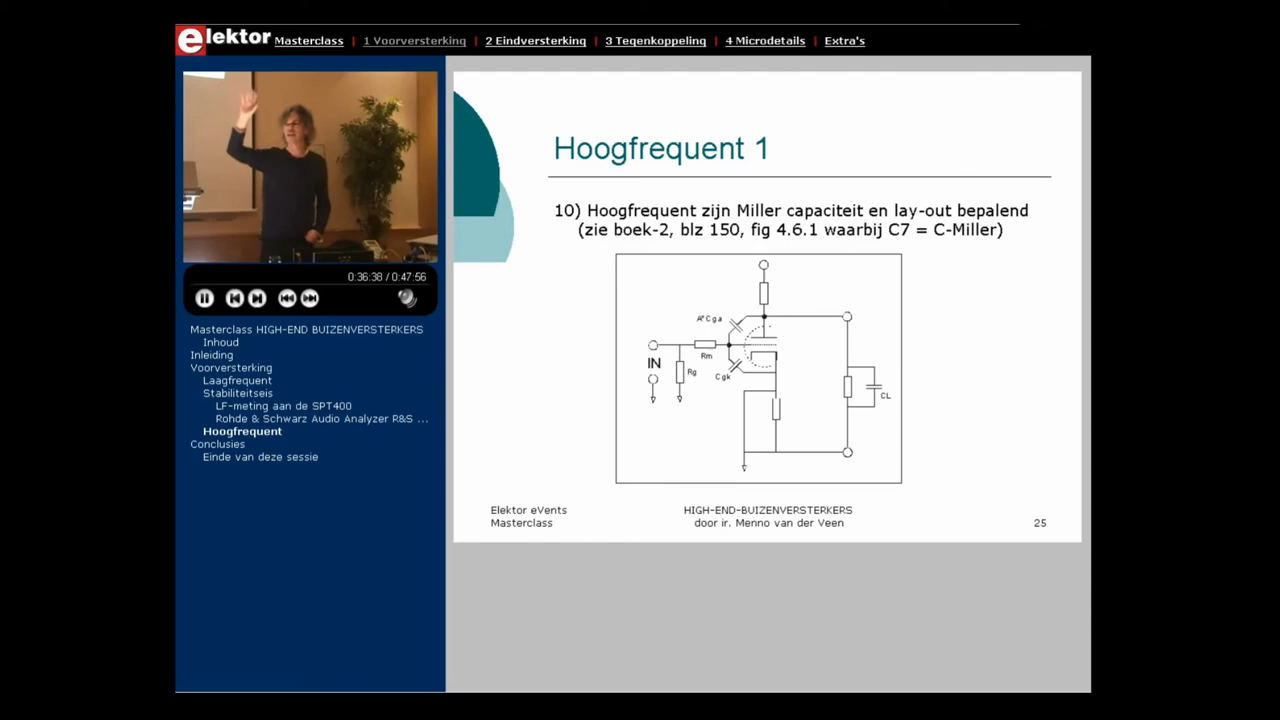 elektor Masterclass | 1 Voorversterking | 2 Eindversterking | 3 Tegenkoppeling | 4 Microdetails | Extra's
0:36:38 / 0:47:56
Masterclass HIGH-END BUIZENVERSTERKERS
Inhoud
Inleiding
Voorversterking
Laagfrequent
Stabiliteitseis
LF-meting aan de SPT400
Rohde & Schwarz Audio Analyzer R&S ...
Hoogfrequent
Conclusies
Einde van deze sessie
Hoogfrequent 1
10) Hoogfrequent zijn Miller capaciteit en lay-out bepalend
(zie boek-2, blz 150, fig 4.6.1 waarbij C7 = C-Miller)
A*Cga
IN
Rm
Rg
Cgk
CL
Elektor eVents
Masterclass
HIGH-END-BUIZENVERSTERKERS
door ir. Menno van der Veen
25